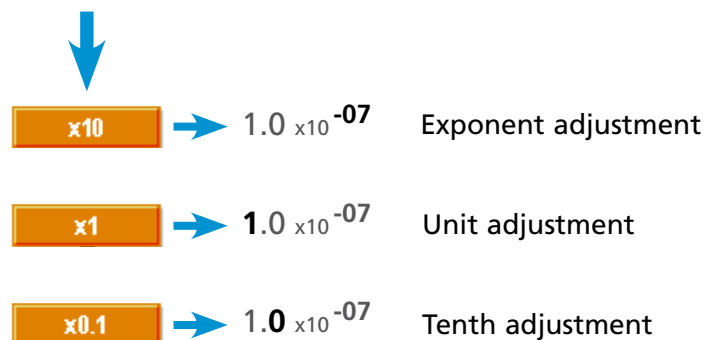 x10 1.0 x10 -07 Exponent adjustment
x1 1.0 x10 -07 Unit adjustment
x0.1 1.0 x10 -07 Tenth adjustment